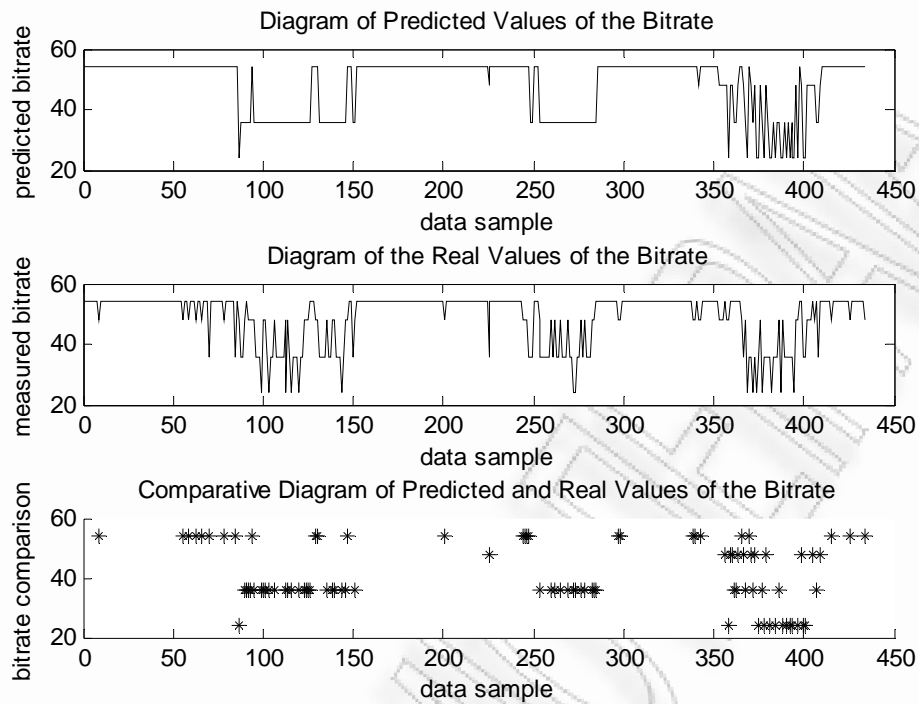 Diagram of Predicted Values of the Bitrate
predicted bitrate
60
40
20
0 50 100 150 200 250 300 350 400 450
data sample
Diagram of the Real Values of the Bitrate
measured bitrate
60
40
20
0 50 100 150 200 250 300 350 400 450
data sample
Comparative Diagram of Predicted and Real Values of the Bitrate
bitrate comparison
60
40
20
0 50 100 150 200 250 300 350 400 450
data sample